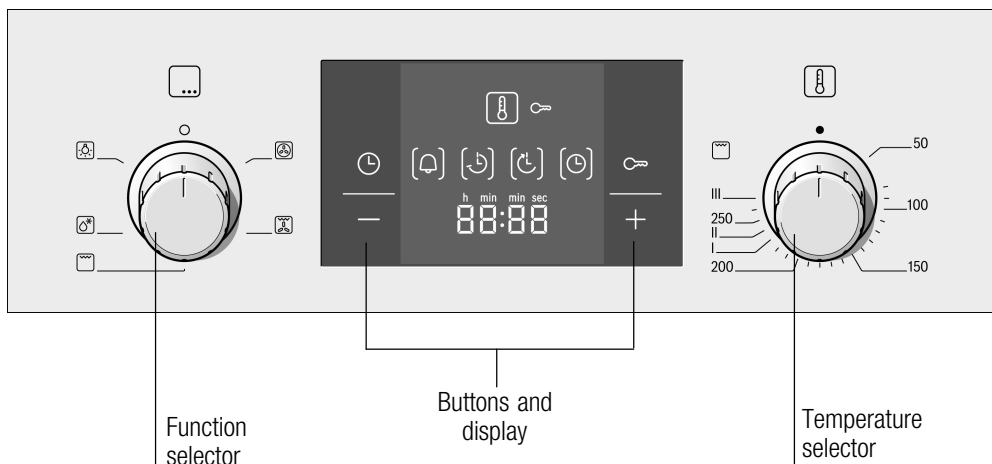 h min min sec
88:88
50
100
150
200
I
II
250
III
Buttons and
display
Function
selector
Temperature
selector